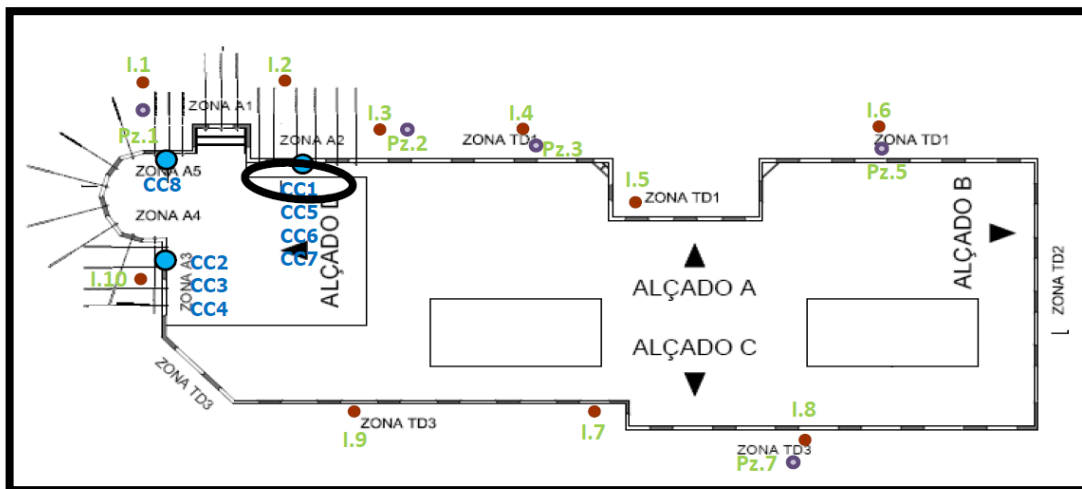 I.1
I.2
Pz.1
ZONA A1
I.3
Pz.2
I.4
I.6
ZONA A2
ZONA TD1
Pz.3
ZONA TD1
Pz.5
ZONA A5
CC8
CC1
CC5
CC6
CC7
ALÇADO
I.5
ZONA TD1
ALÇADO B
ZONA A4
ZONA TD2
CC2
CC3
CC4
ZONA A3
I.10
ALÇADO A
ALÇADO C
ZONA TD3
I.9
ZONA TD3
I.7
I.8
ZONA TD3
Pz.7